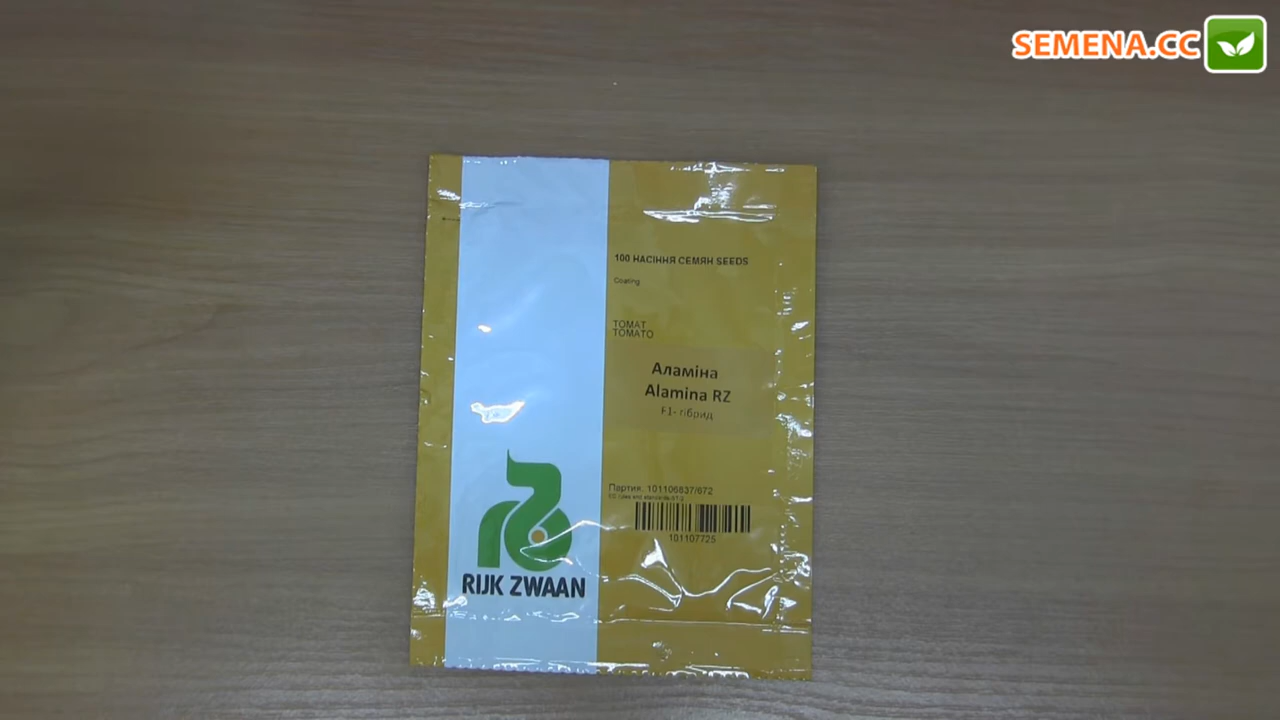 SEMENA.CC
100 НАСІННЯ СЕМЯН SEEDS
Coating
ТОМАТ
TOMATO
Аламіна
Alamina RZ
F1- гібрид
Партия: 101106837/672
101107725
RIJK ZWAAN